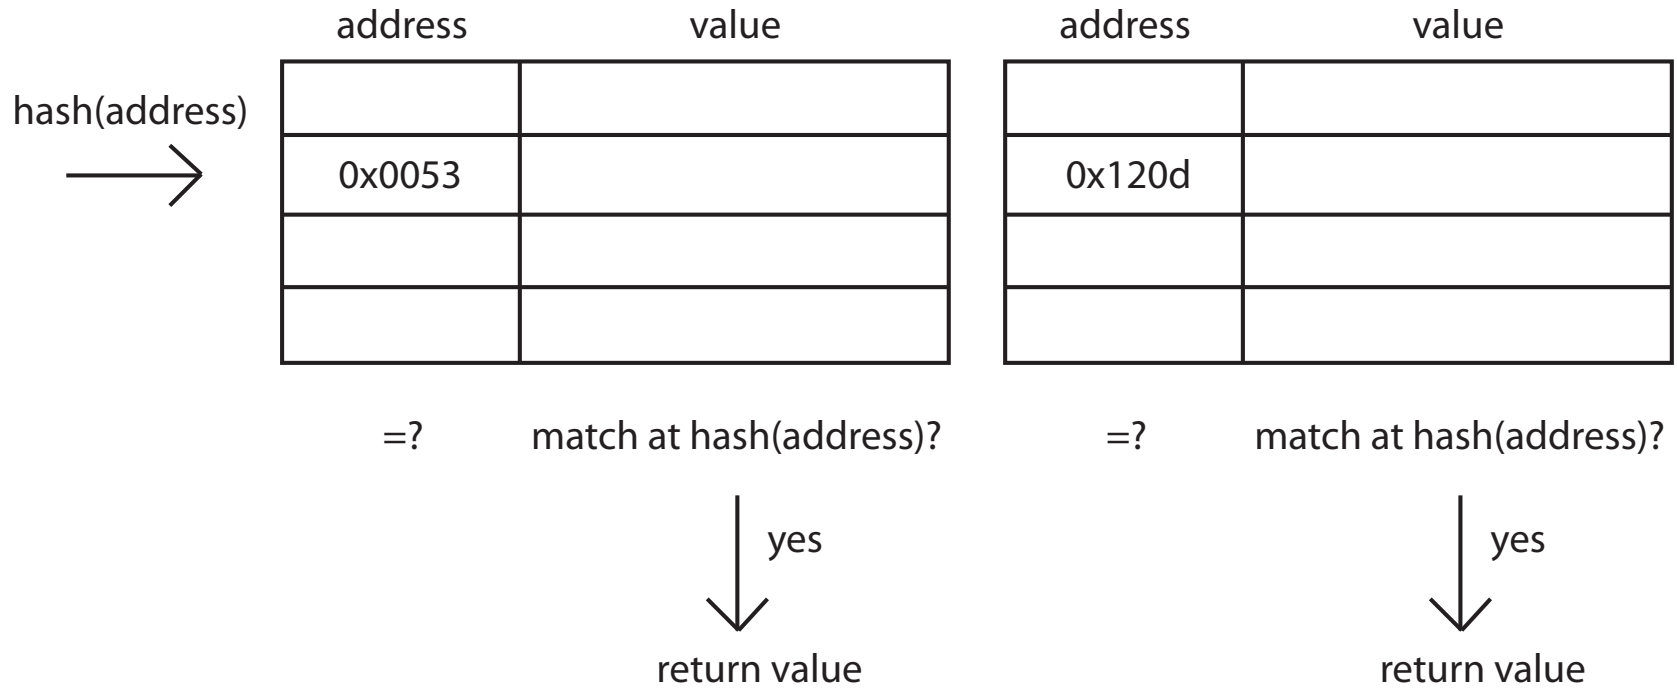 address value address value
hash(address)
0x0053 0x120d
=? match at hash(address)? =? match at hash(address)?
yes yes
return value return value